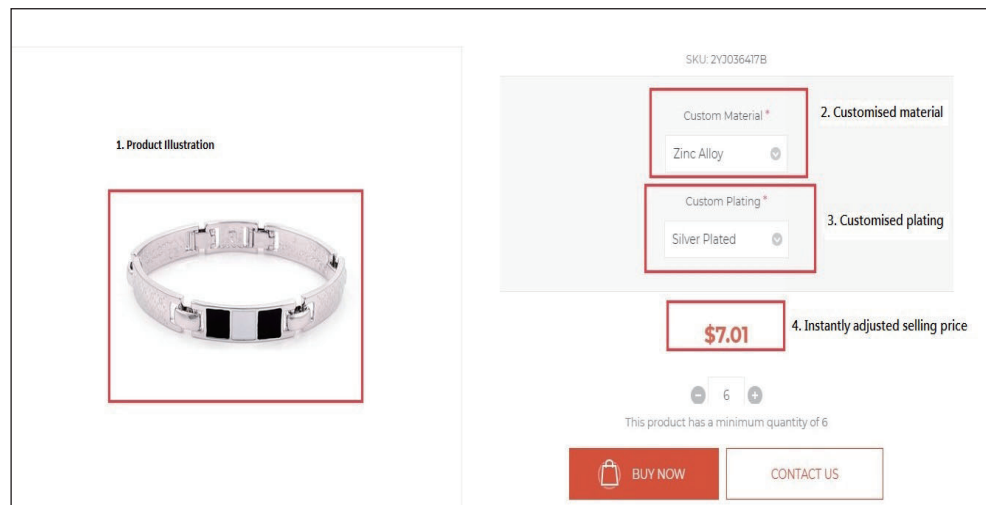 SKU: 2YJ036417B
Custom Material *
2. Customised material
1. Product Illustration
Zinc Alloy
Custom Plating *
3. Customised plating
Silver Plated
$7.01
4. Instantly adjusted selling price
6
This product has a minimum quantity of 6
BUY NOW
CONTACT US